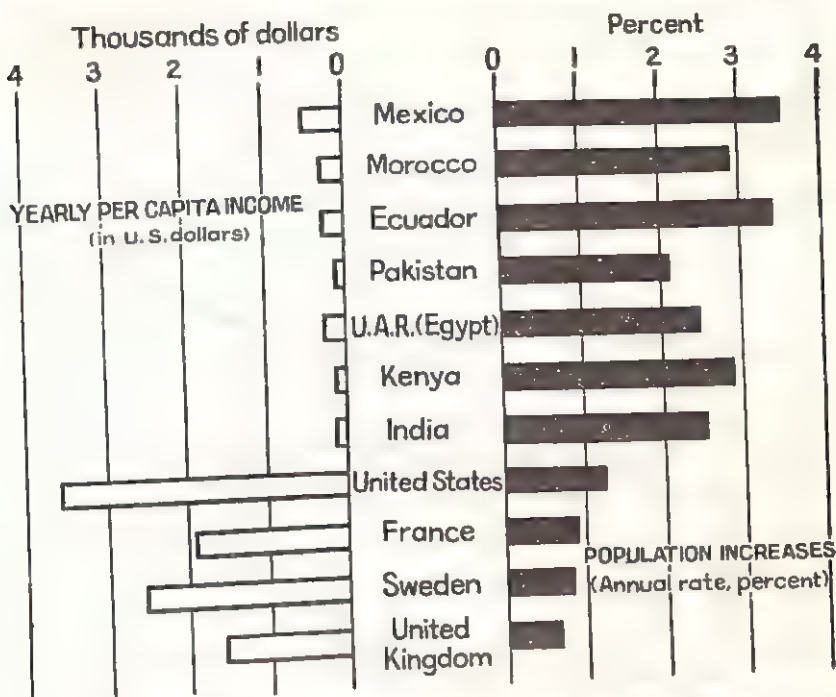 Thousands of dollars
4 3 2 1 0
Percent
0 1 2 3 4
YEARLY PER CAPITA INCOME
(in U.S.dollars)
Mexico
Morocco
Ecuador
Pakistan
U.A.R.(Egypt)
Kenya
India
United States
France
Sweden
United
Kingdom
POPULATION INCREASES
(Annual rate, percent)